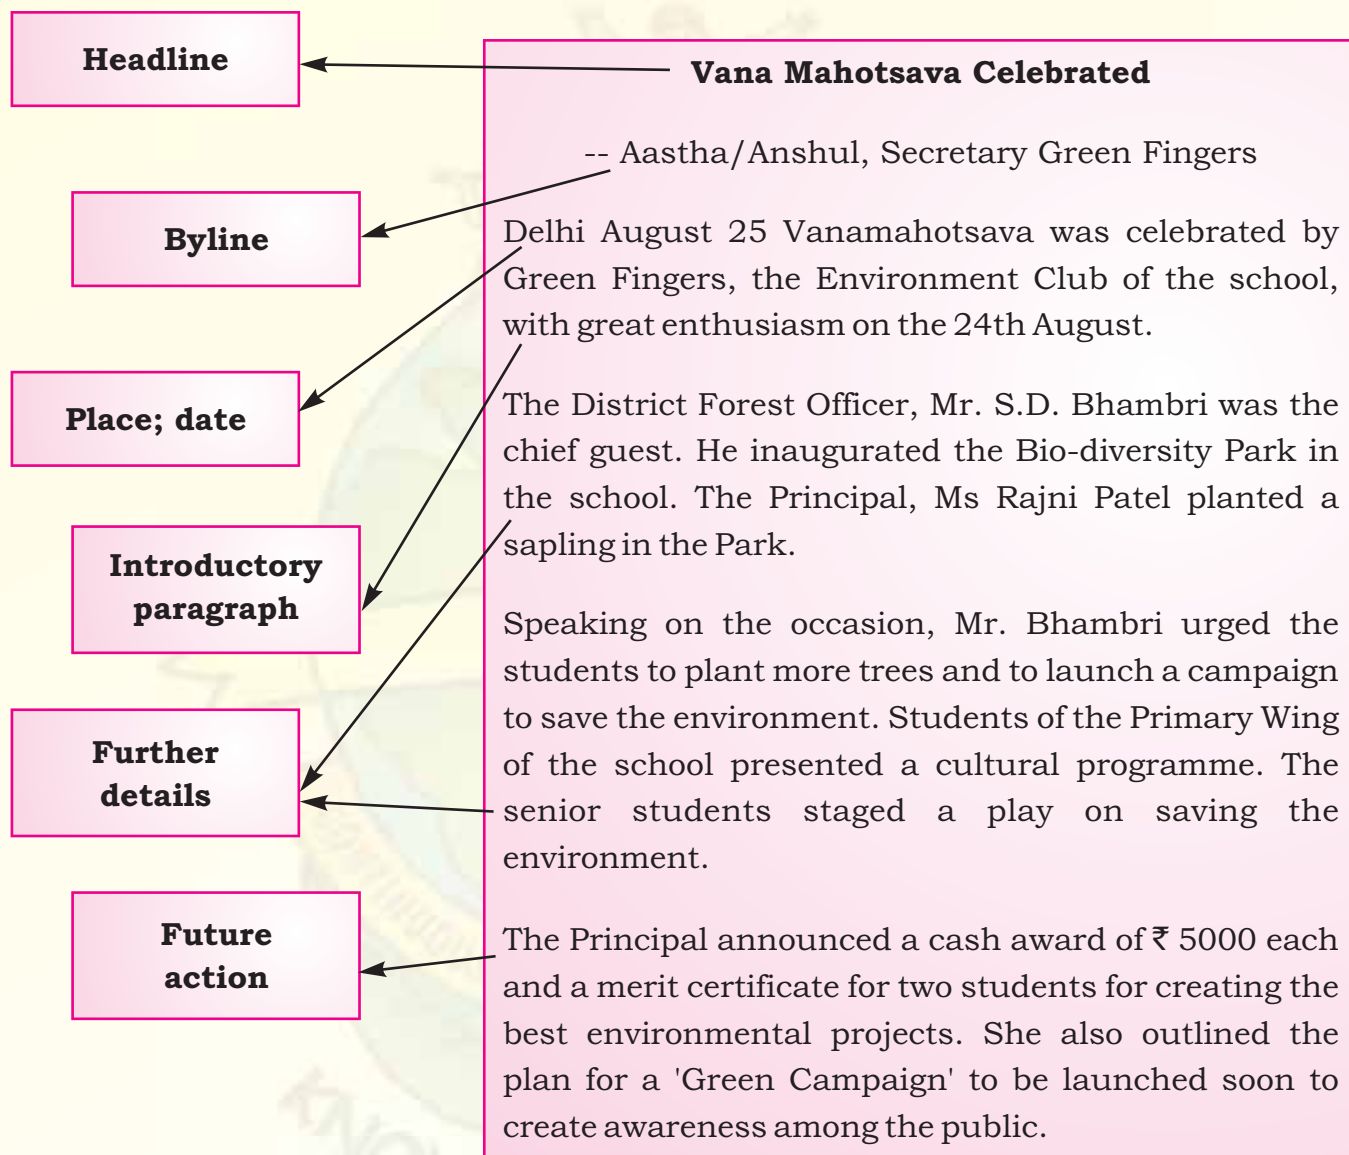 Headline
Vana Mahotsava Celebrated
-- Aastha/Anshul, Secretary Green Fingers
Byline
Delhi August 25 Vanamahotsava was celebrated by
Green Fingers, the Environment Club of the school,
with great enthusiasm on the 24th August.
Place; date
The District Forest Officer, Mr. S.D. Bhambri was the
chief guest. He inaugurated the Bio-diversity Park in
the school. The Principal, Ms Rajni Patel planted a
sapling in the Park.
Introductory
paragraph
Speaking on the occasion, Mr. Bhambri urged the
students to plant more trees and to launch a campaign
to save the environment. Students of the Primary Wing
of the school presented a cultural programme. The
senior students staged a play on saving the
environment.
Further
details
Future
action
The Principal announced a cash award of ₹ 5000 each
and a merit certificate for two students for creating the
best environmental projects. She also outlined the
plan for a 'Green Campaign' to be launched soon to
create awareness among the public.